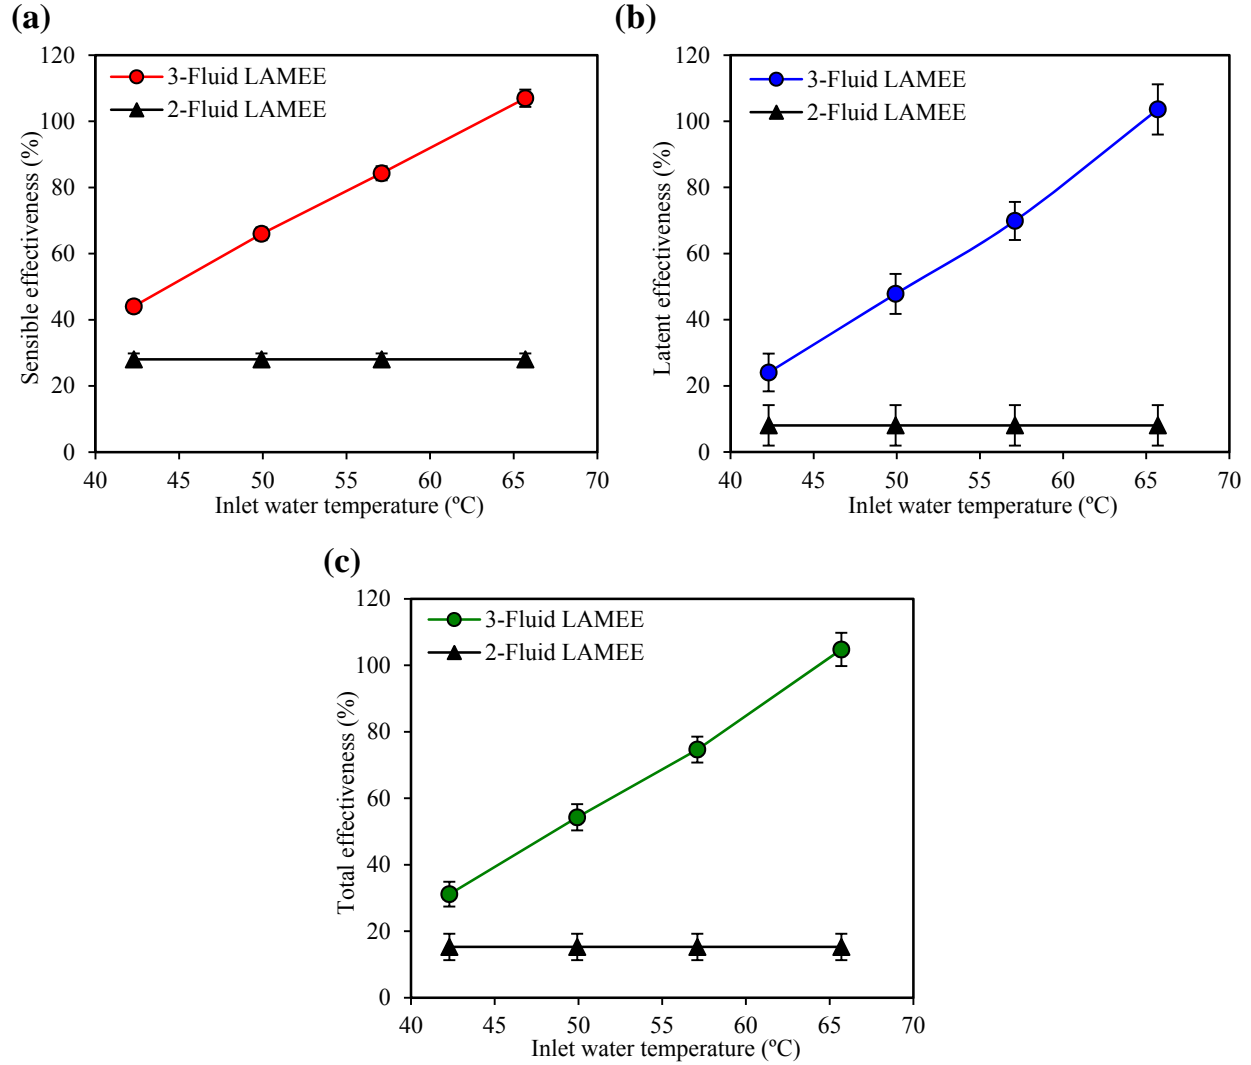 (a)
120
100
80
60
40
20
0
Sensible effectiveness (%)
3-Fluid LAMEE
2-Fluid LAMEE
40 45 50 55 60 65 70
Inlet water temperature (ºC)
(b)
120
100
80
60
40
20
0
Latent effectiveness (%)
3-Fluid LAMEE
2-Fluid LAMEE
40 45 50 55 60 65 70
Inlet water temperature (ºC)
(c)
120
100
80
60
40
20
0
Total effectiveness (%)
3-Fluid LAMEE
2-Fluid LAMEE
40 45 50 55 60 65 70
Inlet water temperature (ºC)